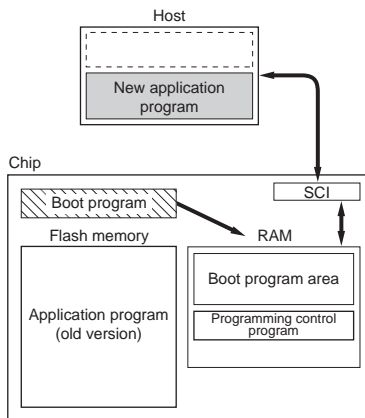 Host
New application
program
Chip
SCI
Boot program
Flash memory
RAM
Boot program area
Application program
(old version)
Programming control
program